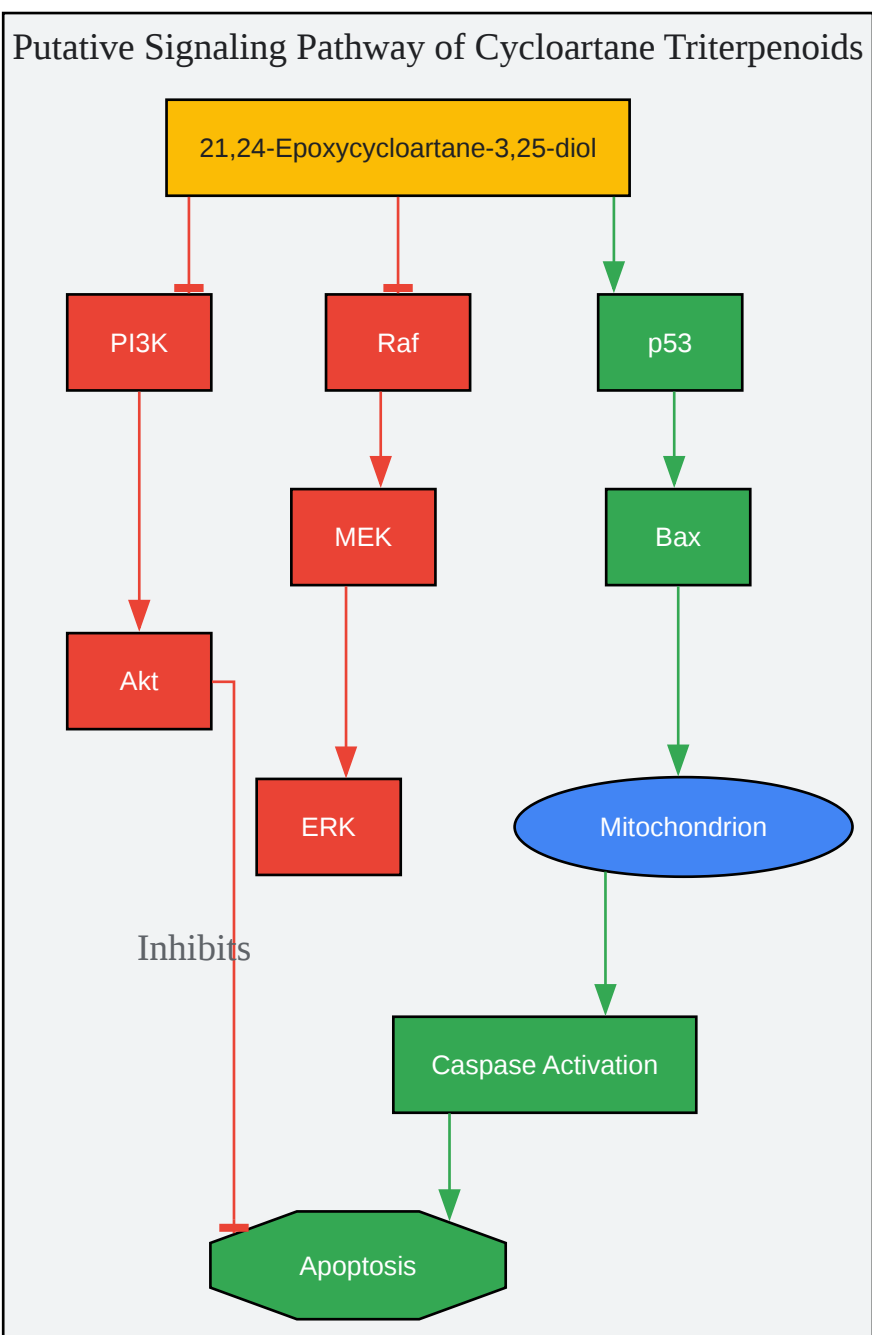 Putative Signaling Pathway of Cycloartane Triterpenoids
21,24-Epoxycycloartane-3,25-diol
PI3K
Raf
p53
MEK
Bax
Akt
ERK
Mitochondrion
Inhibits
Caspase Activation
Apoptosis